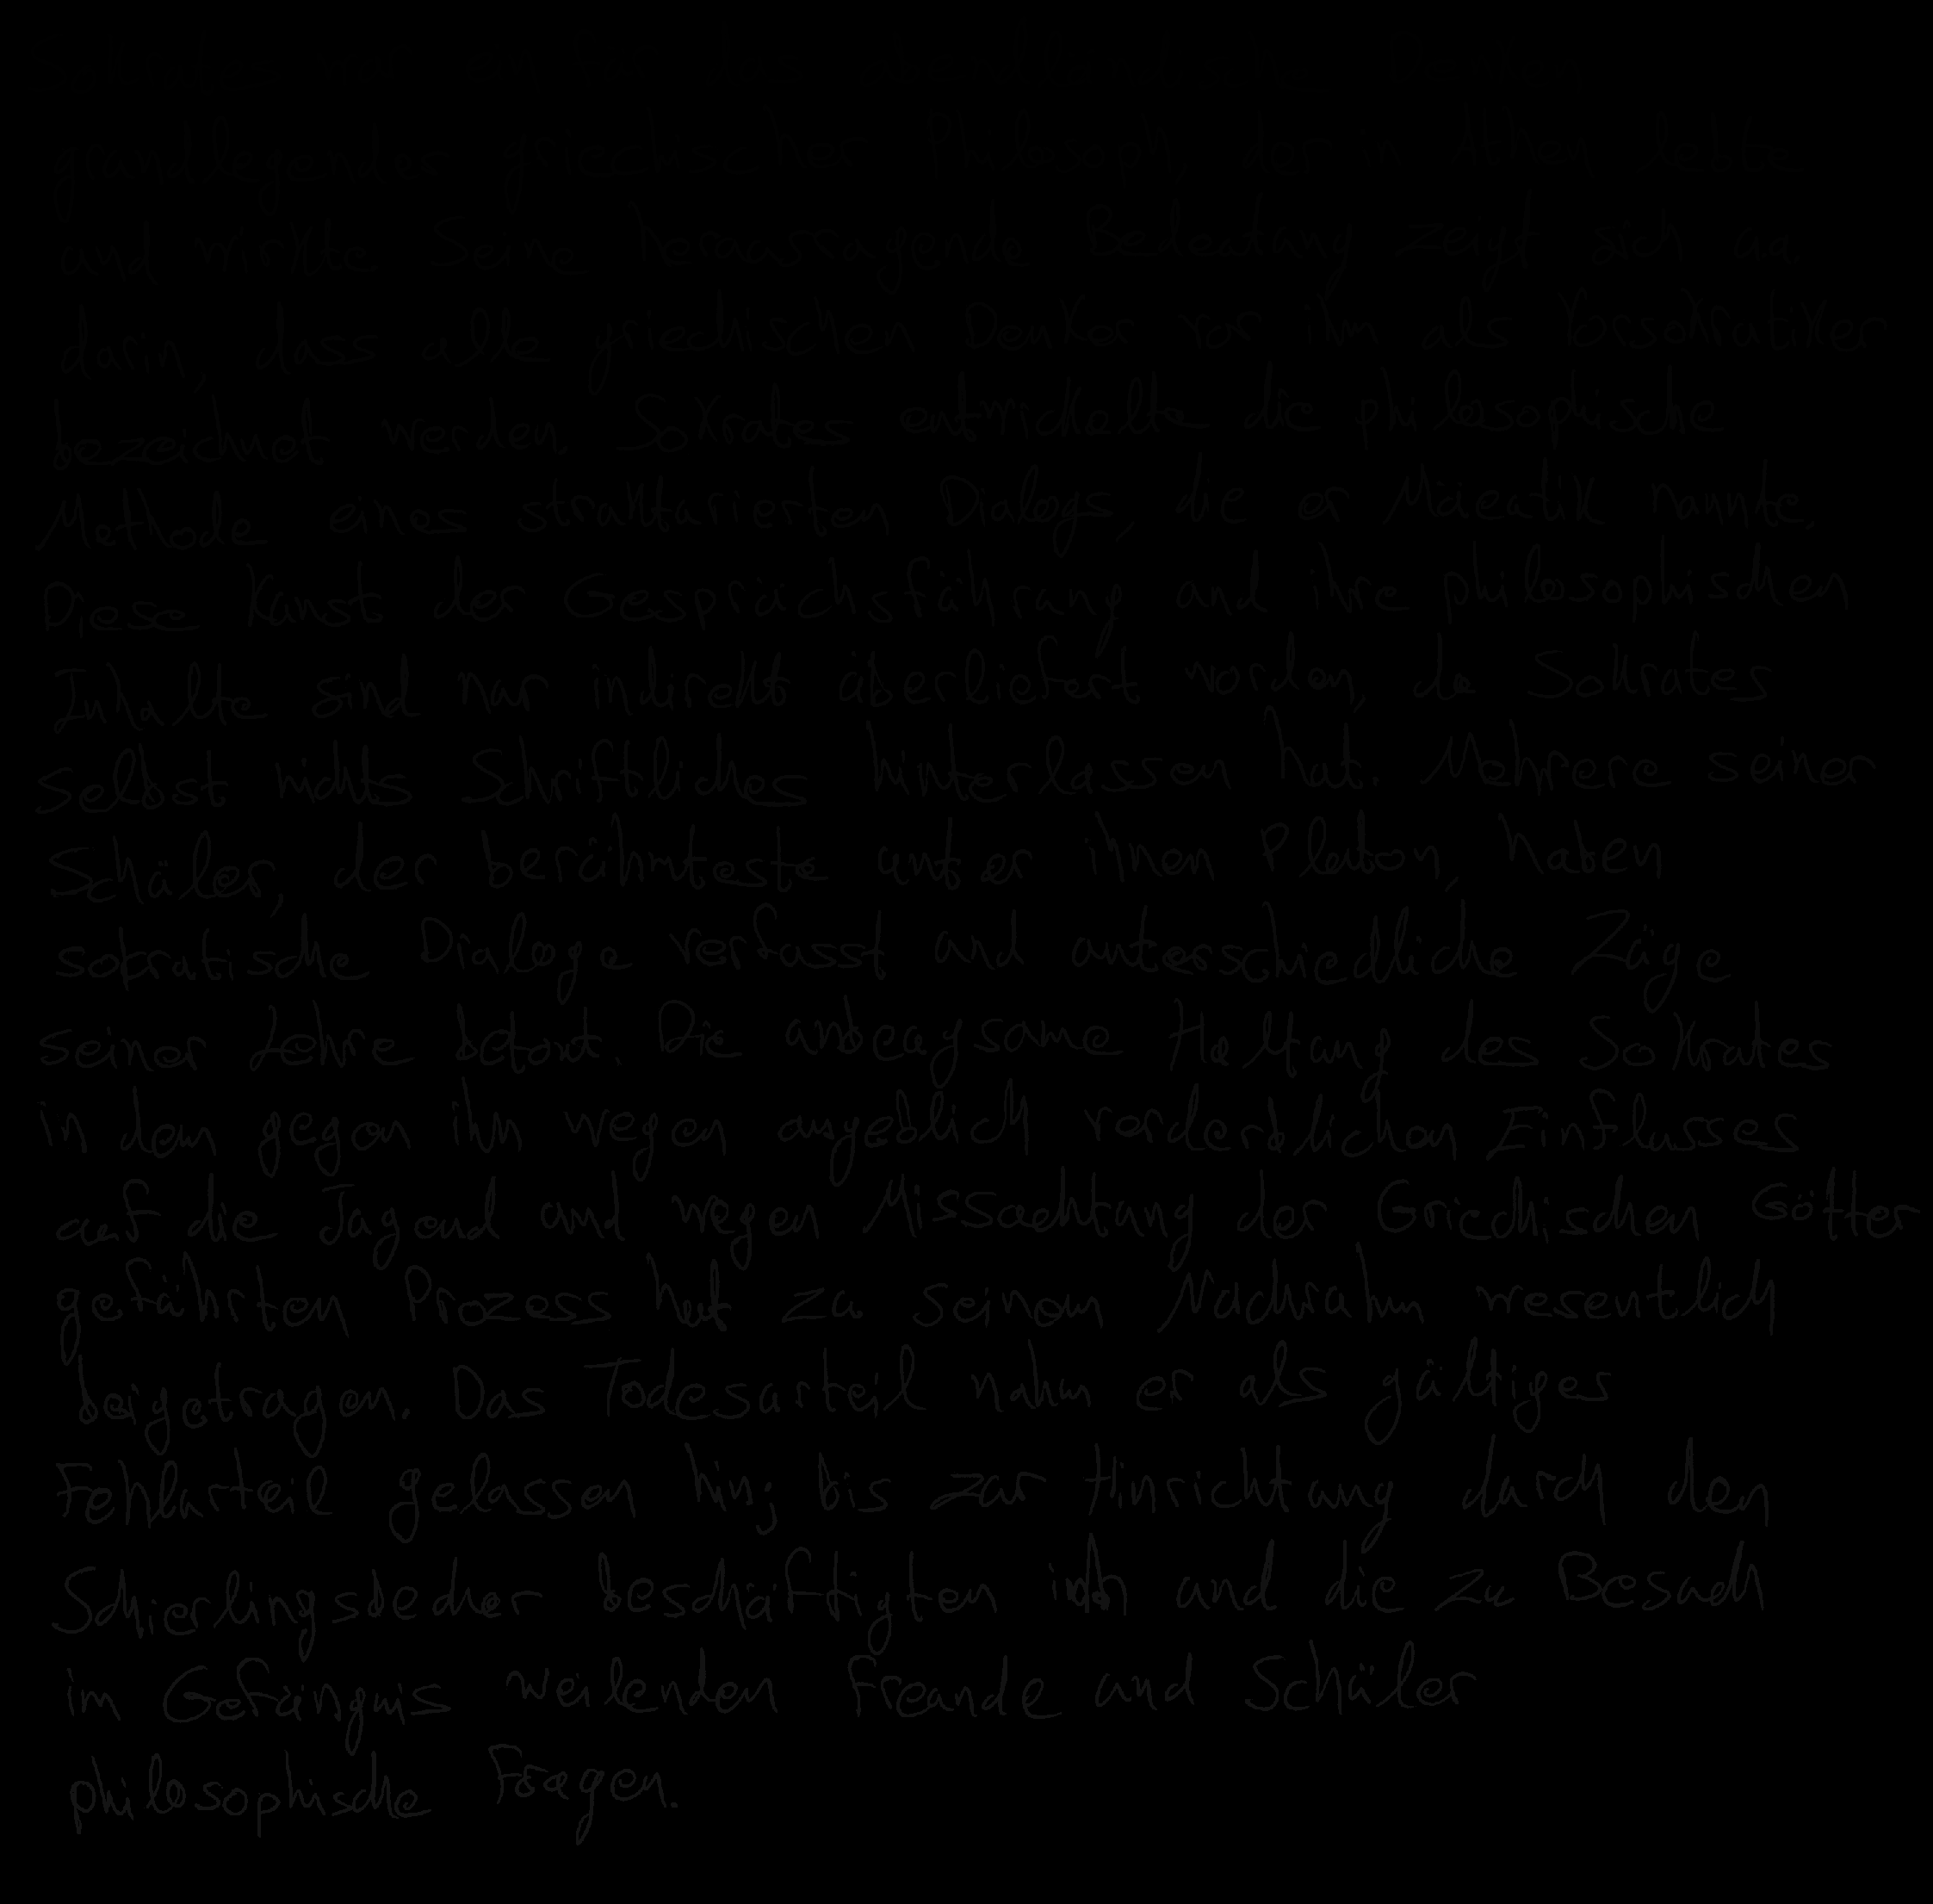 grundlegender griechischer Philosoph, der in Athen lebte
und wirkte. Seine herausragende Bedeutung zeigt sich u.a.
darin, dass alle griechischen Denker vor ihm als Vorsokratiker
bezeichnet werden. Sokrates entwickelte die philosophische
Methode eines strukturierten Dialogs, die er Mäeutik nannte.
Diese Kunst der Gesprächsführung und ihre philosophischen
Inhalte sind nur indirekt überliefert worden, da Sokrates
selbst nichts Schriftliches hinterlassen hat. Mehrere seiner
Schüler, der berühmteste unter ihnen Platon, haben
sokratische Dialoge verfasst und unterschiedliche Züge
seiner Lehre betont. Die unbeugsame Haltung des Sokrates
in dem gegen ihn wegen angeblich verderblichen Einflusses
auf die Jugend und wegen Missachtung der Griechischen Götter
geführten Prozess hat zu seinem Nachruhm wesentlich
beigetragen. Das Todesurteil nahm er als gültiges
Fehlurteil gelassen hin; bis zur Hinrichtung durch den
Schierlingsbecher beschäftigten ihn und die zu Besuch
im Gefängnis weilenden Freunde und Schüler
philosophische Fragen.